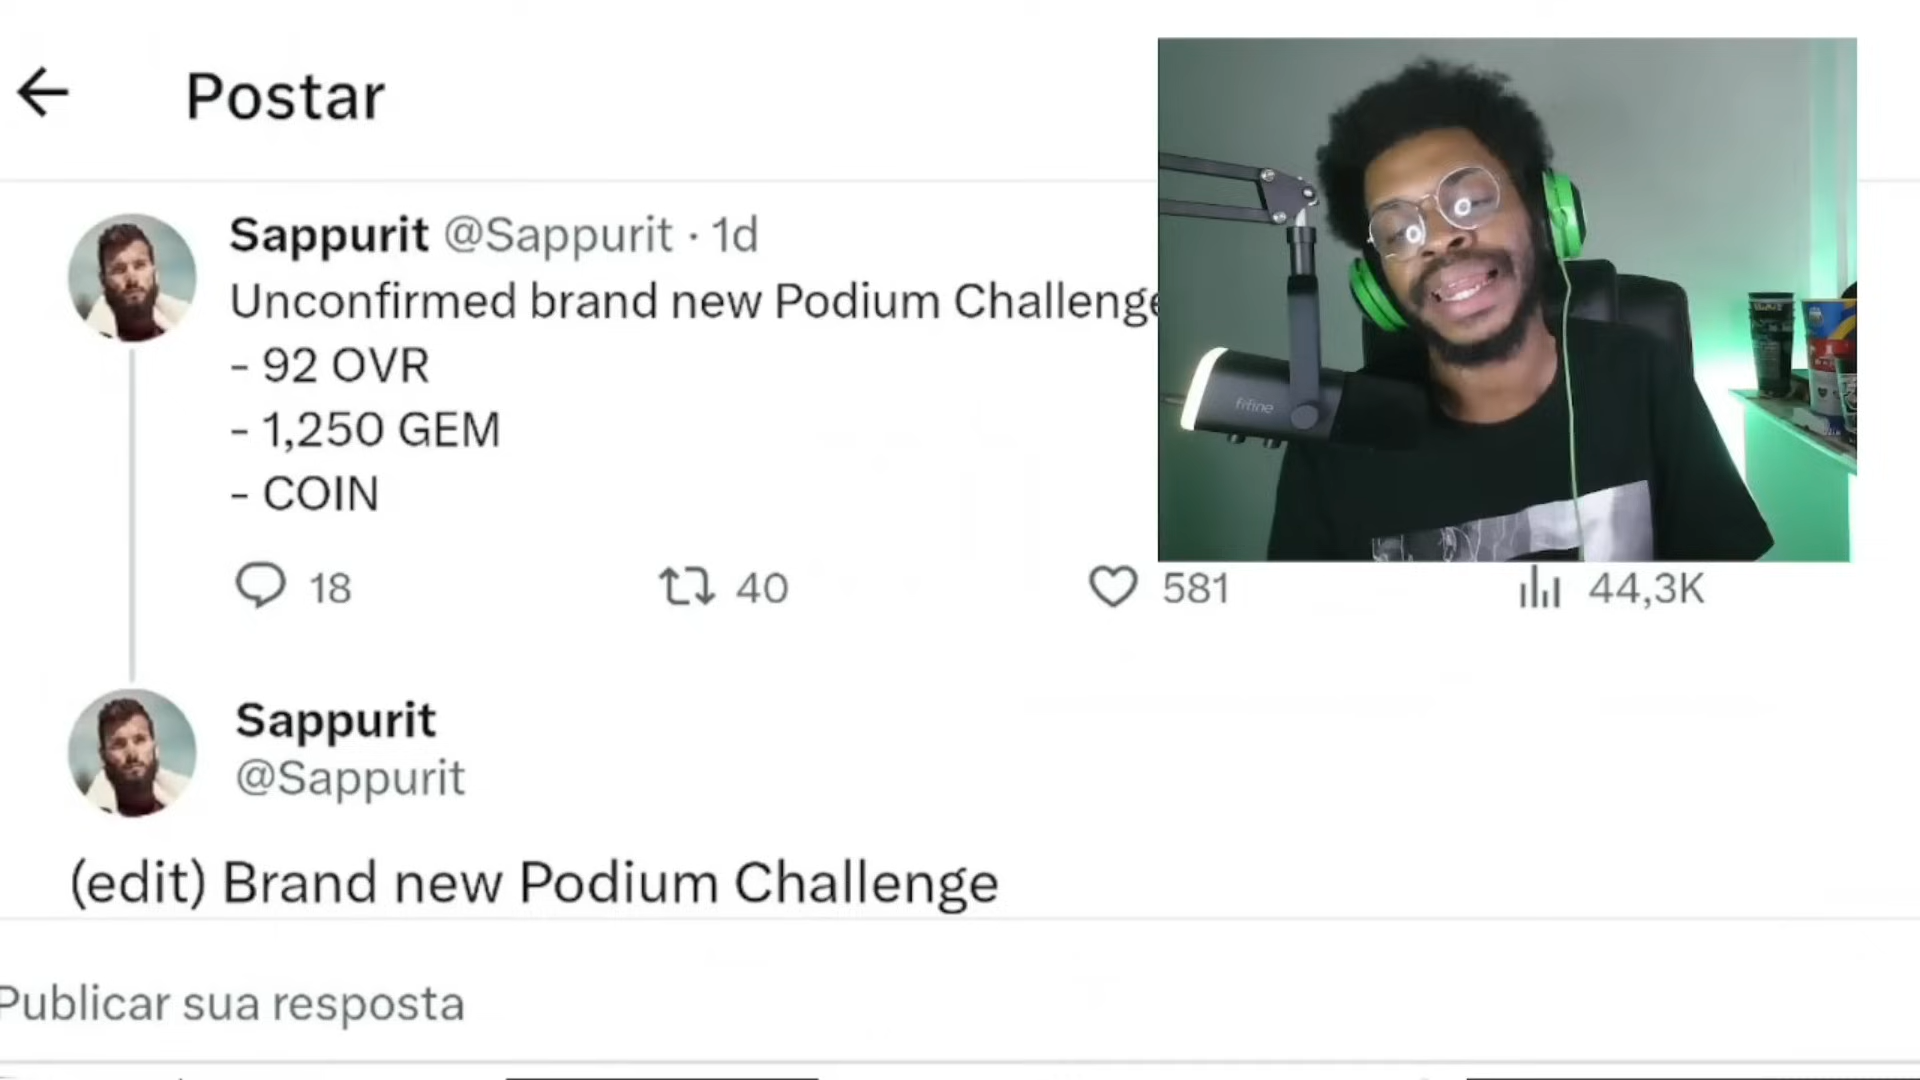 Postar
Sappurit @Sappurit · 1d
Unconfirmed brand new Podium Challenge
- 92 OVR
- 1,250 GEM
- COIN
18 40 581 44,3K
fifine
Sappurit
@Sappurit
(edit) Brand new Podium Challenge
Publicar sua resposta